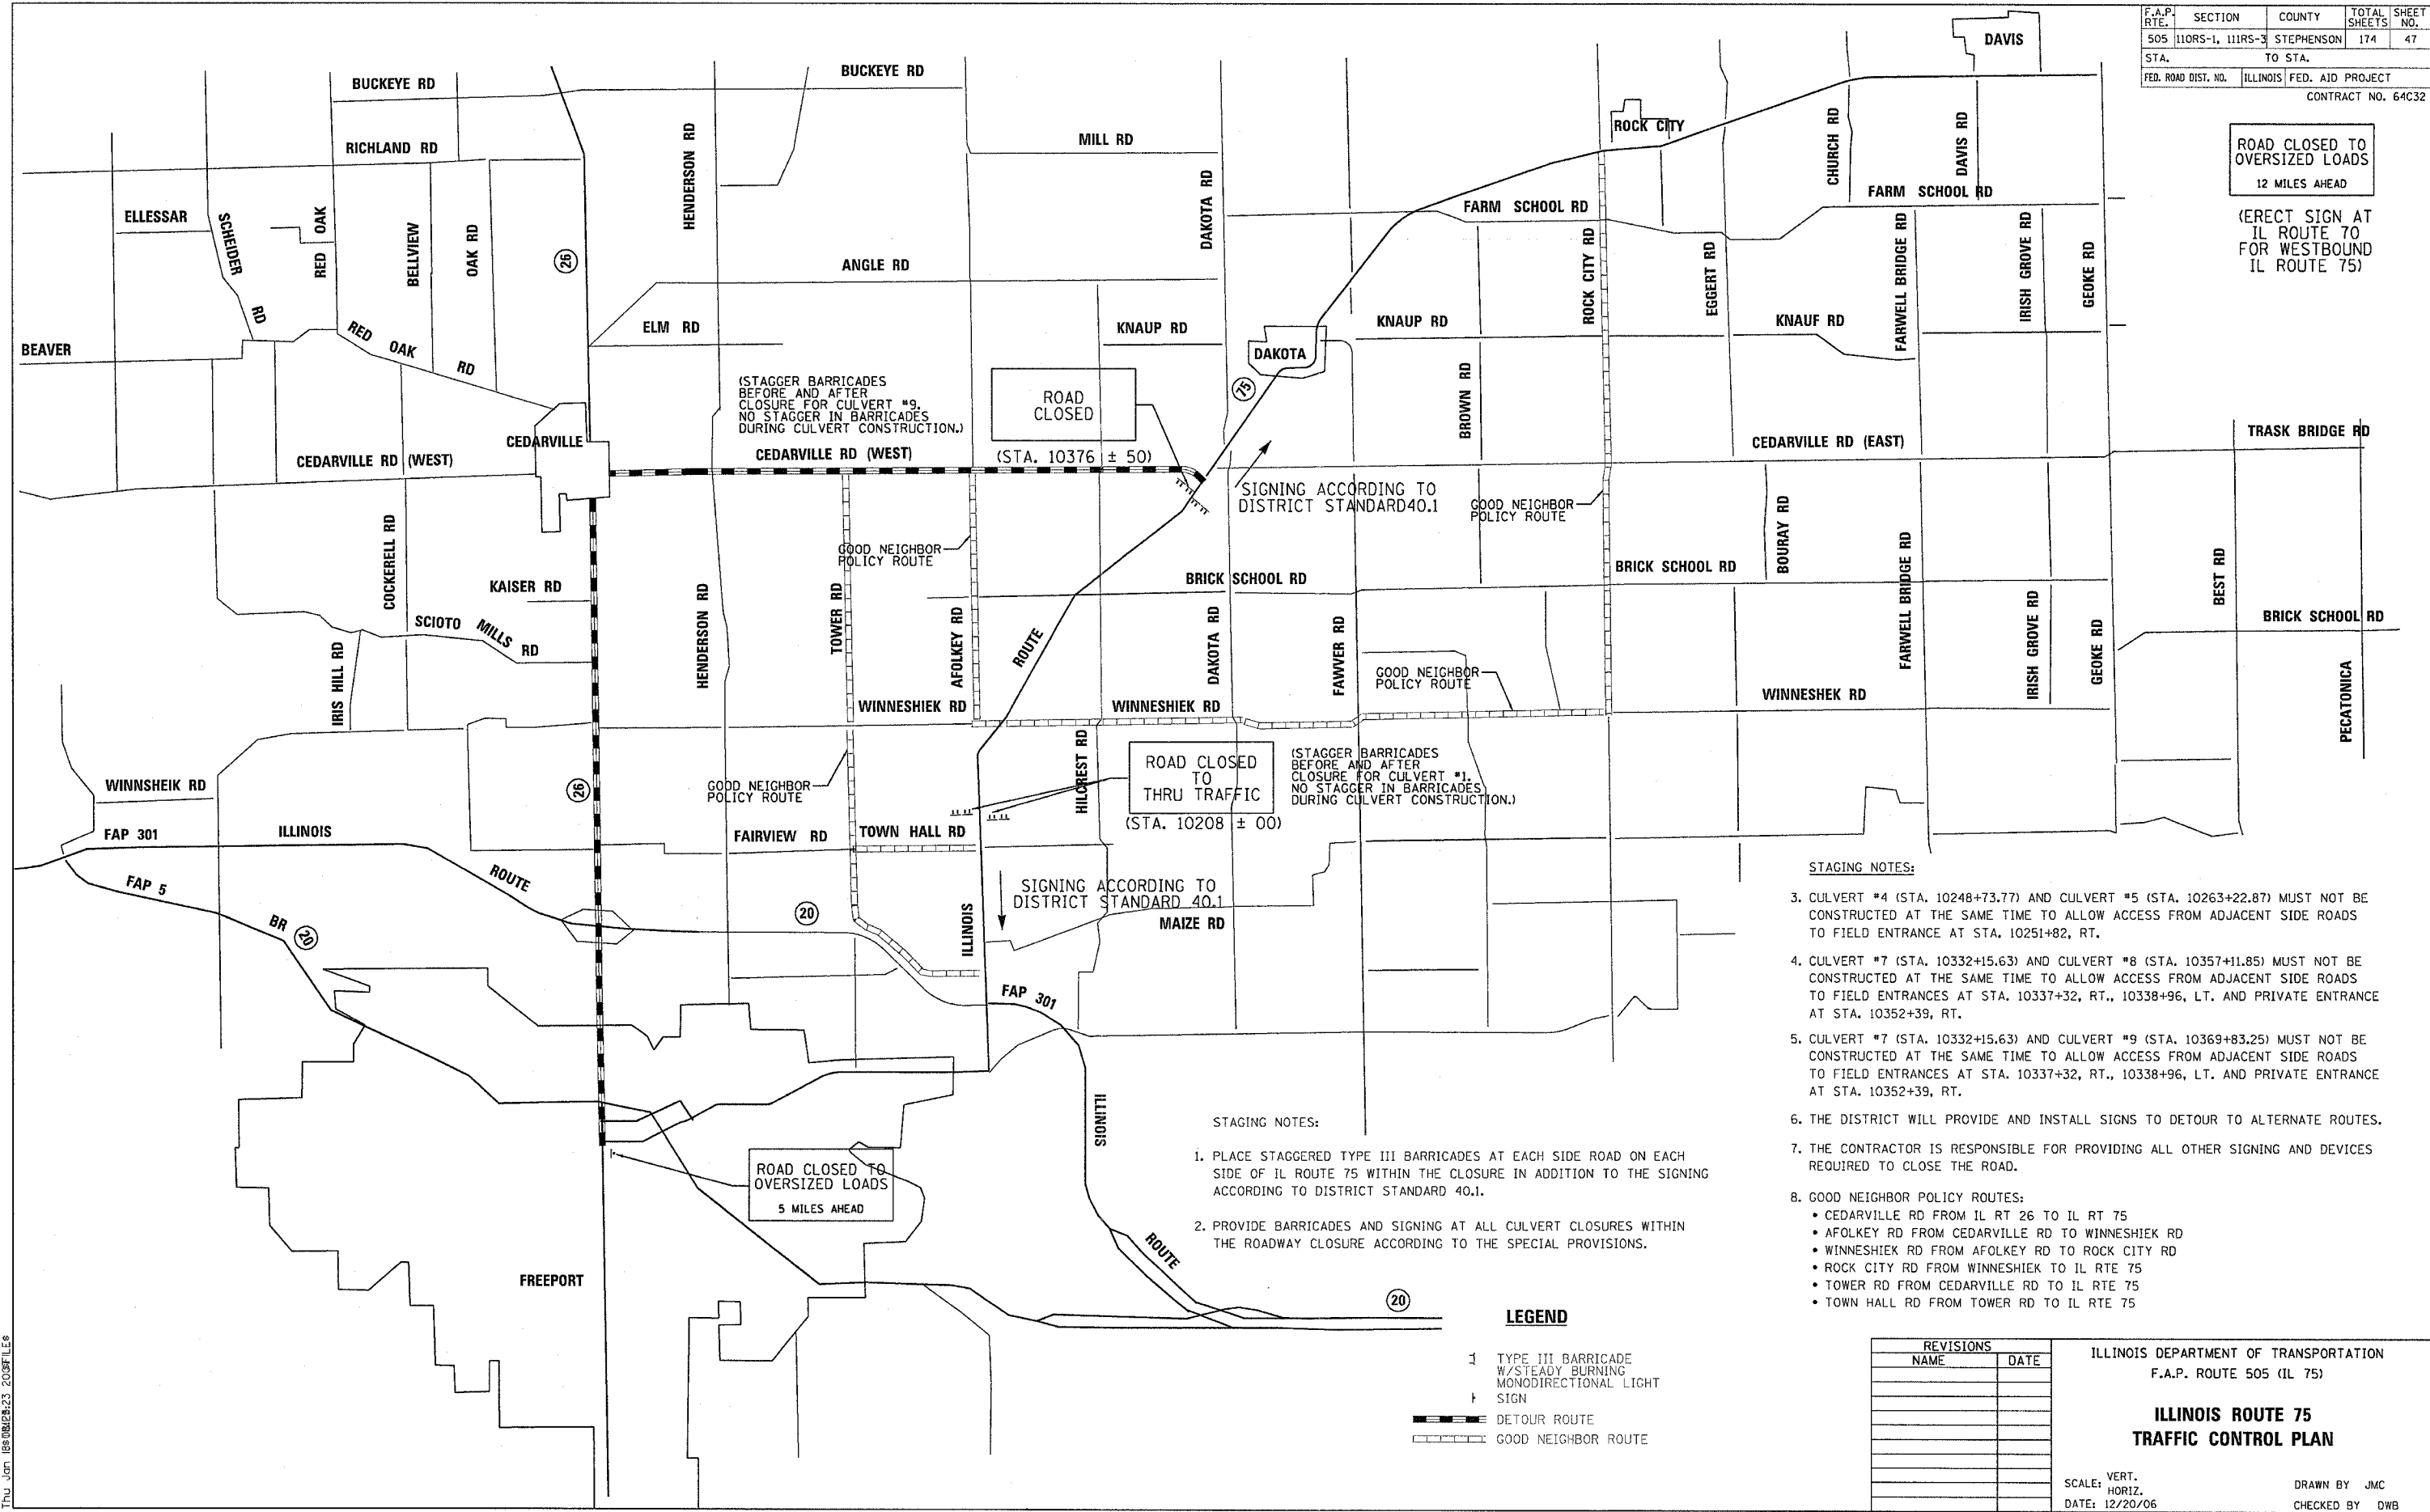 F.A.P. RTE. SECTION COUNTY TOTAL SHEETS SHEET NO.
505 110RS-1, 111RS-3 STEPHENSON 174 47
STA. TO STA.
FED. ROAD DIST. NO. ILLINOIS FED. AID PROJECT
CONTRACT NO. 64C32
ROAD CLOSED TO
OVERSIZED LOADS
12 MILES AHEAD
(ERECT SIGN AT
IL ROUTE 70
FOR WESTBOUND
IL ROUTE 75)
DAVIS
BUCKEYE RD
BUCKEYE RD
ROCK CITY
RICHLAND RD
HENDERSON RD
MILL RD
CHURCH RD
DAVIS RD
DAKOTA RD
FARM SCHOOL RD
FARM SCHOOL RD
ELLESSAR
SCHEIDER
RD
RED OAK
BELLVIEW
OAK RD
26
ANGLE RD
ROCK CITY RD
EGGERT RD
FARWELL BRIDGE RD
IRISH GROVE RD
GEOKE RD
BEAVER
RED OAK RD
ELM RD
KNAUP RD
KNAUP RD
KNAUF RD
DAKOTA
75
BROWN RD
(STAGGER BARRICADES
BEFORE AND AFTER
CLOSURE FOR CULVERT #9.
NO STAGGER IN BARRICADES
DURING CULVERT CONSTRUCTION.)
ROAD
CLOSED
(STA. 10376 ± 50)
CEDARVILLE
CEDARVILLE RD (WEST)
CEDARVILLE RD (WEST)
CEDARVILLE RD (EAST)
TRASK BRIDGE RD
SIGNING ACCORDING TO
DISTRICT STANDARD40.1
GOOD NEIGHBOR
POLICY ROUTE
GOOD NEIGHBOR
POLICY ROUTE
COCKERELL RD
KAISER RD
SCIOTO MILLS RD
IRIS HILL RD
HENDERSON RD
TOWER RD
AFOLKEY RD
ROUTE
BRICK SCHOOL RD
BRICK SCHOOL RD
BOURAY RD
FARWELL BRIDGE RD
IRISH GROVE RD
GEOKE RD
BEST RD
BRICK SCHOOL RD
PECATONICA
DAKOTA RD
FAWVER RD
GOOD NEIGHBOR
POLICY ROUTE
WINNESHIEK RD
WINNESHIEK RD
WINNESHEK RD
HILCREST RD
ROAD CLOSED
TO
THRU TRAFFIC
(STA. 10208 ± 00)
(STAGGER BARRICADES
BEFORE AND AFTER
CLOSURE FOR CULVERT #1.
NO STAGGER IN BARRICADES
DURING CULVERT CONSTRUCTION.)
WINNSHEIK RD
26
GOOD NEIGHBOR
POLICY ROUTE
FAP 301
ILLINOIS
ROUTE
FAIRVIEW RD
TOWN HALL RD
FAP 5
BR 20
20
ILLINOIS
SIGNING ACCORDING TO
DISTRICT STANDARD 40.1
MAIZE RD
FAP 301
ILLINOIS
ROUTE
20
ROAD CLOSED TO
OVERSIZED LOADS
5 MILES AHEAD
FREEPORT
STAGING NOTES:
1. PLACE STAGGERED TYPE III BARRICADES AT EACH SIDE ROAD ON EACH
SIDE OF IL ROUTE 75 WITHIN THE CLOSURE IN ADDITION TO THE SIGNING
ACCORDING TO DISTRICT STANDARD 40.1.
2. PROVIDE BARRICADES AND SIGNING AT ALL CULVERT CLOSURES WITHIN
THE ROADWAY CLOSURE ACCORDING TO THE SPECIAL PROVISIONS.
STAGING NOTES:
3. CULVERT #4 (STA. 10248+73.77) AND CULVERT #5 (STA. 10263+22.87) MUST NOT BE
CONSTRUCTED AT THE SAME TIME TO ALLOW ACCESS FROM ADJACENT SIDE ROADS
TO FIELD ENTRANCE AT STA. 10251+82, RT.
4. CULVERT #7 (STA. 10332+15.63) AND CULVERT #8 (STA. 10357+11.85) MUST NOT BE
CONSTRUCTED AT THE SAME TIME TO ALLOW ACCESS FROM ADJACENT SIDE ROADS
TO FIELD ENTRANCES AT STA. 10337+32, RT., 10338+96, LT. AND PRIVATE ENTRANCE
AT STA. 10352+39, RT.
5. CULVERT #7 (STA. 10332+15.63) AND CULVERT #9 (STA. 10369+83.25) MUST NOT BE
CONSTRUCTED AT THE SAME TIME TO ALLOW ACCESS FROM ADJACENT SIDE ROADS
TO FIELD ENTRANCES AT STA. 10337+32, RT., 10338+96, LT. AND PRIVATE ENTRANCE
AT STA. 10352+39, RT.
6. THE DISTRICT WILL PROVIDE AND INSTALL SIGNS TO DETOUR TO ALTERNATE ROUTES.
7. THE CONTRACTOR IS RESPONSIBLE FOR PROVIDING ALL OTHER SIGNING AND DEVICES
REQUIRED TO CLOSE THE ROAD.
8. GOOD NEIGHBOR POLICY ROUTES:
• CEDARVILLE RD FROM IL RT 26 TO IL RT 75
• AFOLKEY RD FROM CEDARVILLE RD TO WINNESHIEK RD
• WINNESHIEK RD FROM AFOLKEY RD TO ROCK CITY RD
• ROCK CITY RD FROM WINNESHIEK TO IL RTE 75
• TOWER RD FROM CEDARVILLE RD TO IL RTE 75
• TOWN HALL RD FROM TOWER RD TO IL RTE 75
LEGEND
TYPE III BARRICADE
W/STEADY BURNING
MONODIRECTIONAL LIGHT
SIGN
DETOUR ROUTE
GOOD NEIGHBOR ROUTE
REVISIONS
NAME DATE
ILLINOIS DEPARTMENT OF TRANSPORTATION
F.A.P. ROUTE 505 (IL 75)
ILLINOIS ROUTE 75
TRAFFIC CONTROL PLAN
SCALE: VERT.
HORIZ.
DATE: 12/20/06
DRAWN BY JMC
CHECKED BY DWB
Thu Jan